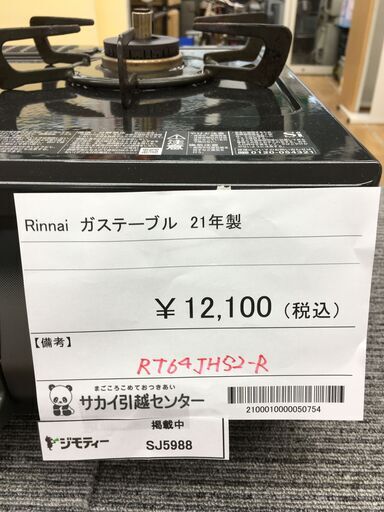 Rinnai ガステーブル 21年製
￥12,100（税込）
【備考】
RT64JH52-R
まごころこめておつきあい
サカイ引越センター
2100010000050754
掲載中
ジモティー
SJ5988